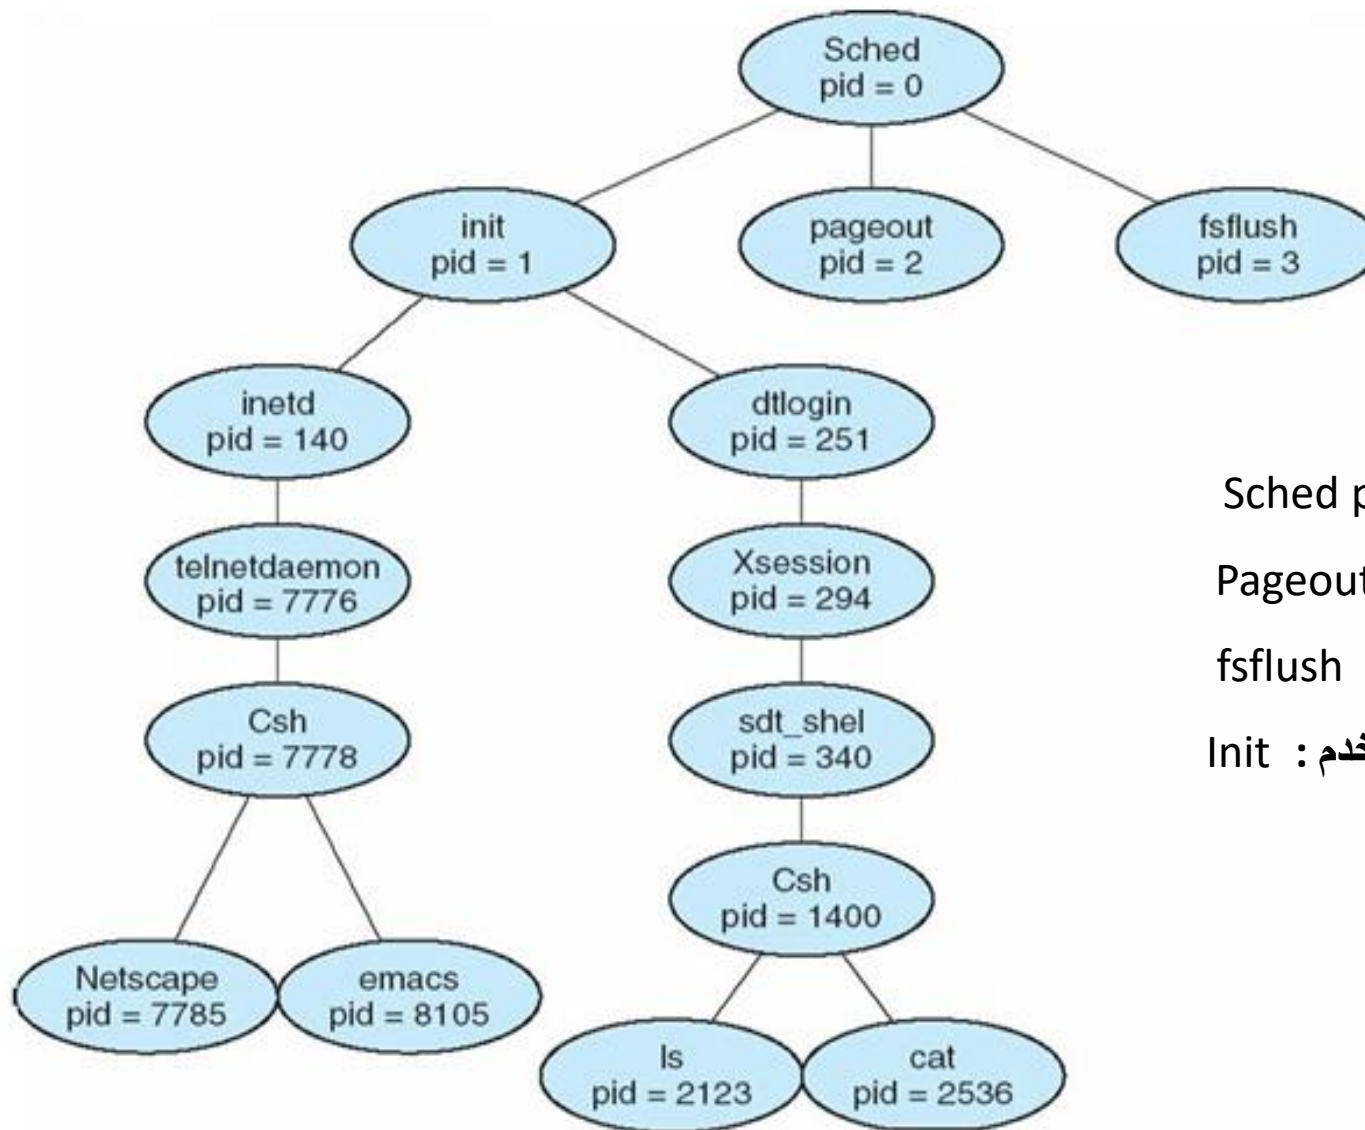 Sched
pid = 0
init
pid = 1
pageout
pid = 2
fsflush
pid = 3
inetd
pid = 140
dtlogin
pid = 251
telnetdaemon
pid = 7776
Xsession
pid = 294
Csh
pid = 7778
sdt_shel
pid = 340
Csh
pid = 1400
Netscape
pid = 7785
emacs
pid = 8105
ls
pid = 2123
cat
pid = 2536
Sched
Pageout
fsflush
Init :